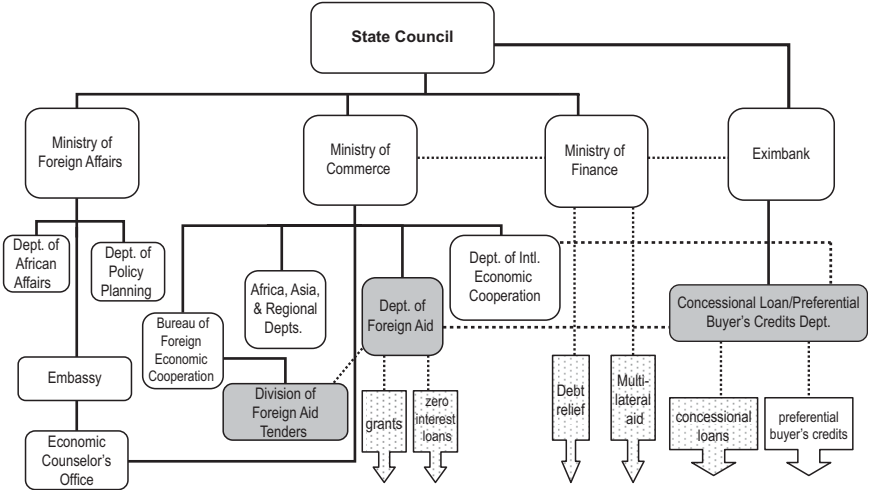 State Council
Ministry of
Foreign Affairs
Ministry of
Commerce
Ministry of
Finance
Eximbank
Dept. of
African
Affairs
Dept. of
Policy
Planning
Bureau of
Foreign
Economic
Cooperation
Africa, Asia,
& Regional
Depts.
Dept. of
Foreign Aid
Dept. of Intl.
Economic
Cooperation
Concessional Loan/Preferential
Buyer's Credits Dept.
Embassy
Division of
Foreign Aid
Tenders
grants
zero
interest
loans
Debt
relief
Multi-
lateral
aid
concessional
loans
preferential
buyer's credits
Economic
Counselor's
Office